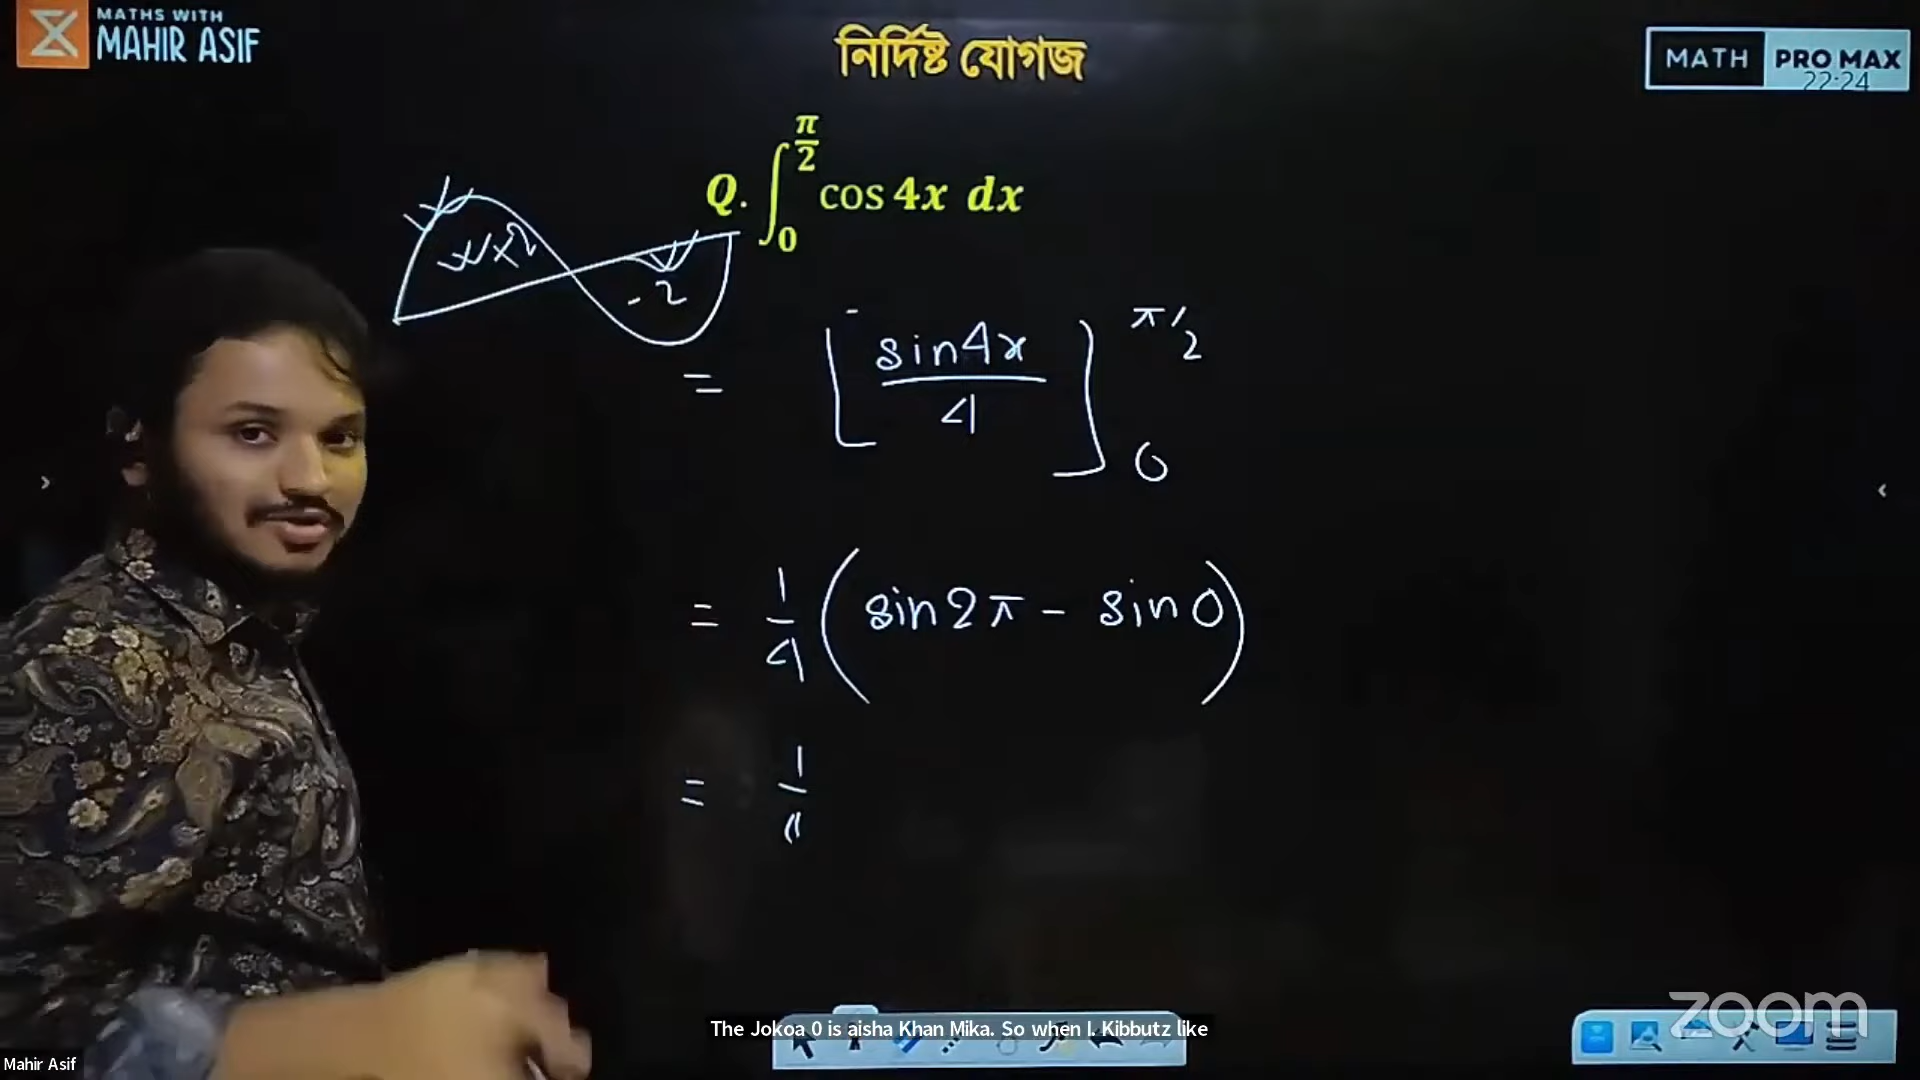 MATHS WITH
MAHIR ASIF
নির্দিষ্ট যোগজ
MATH PRO MAX
22:24
Q. ∫₀^(π/2) cos 4x dx
-2
= [sin4x/4]₀^(π/2)
= 1/4 (sin2π - sin0)
= 1/
zoom
The Jokoa 0 is aisha Khan Mika. So when I. Kibbutz like
Mahir Asif